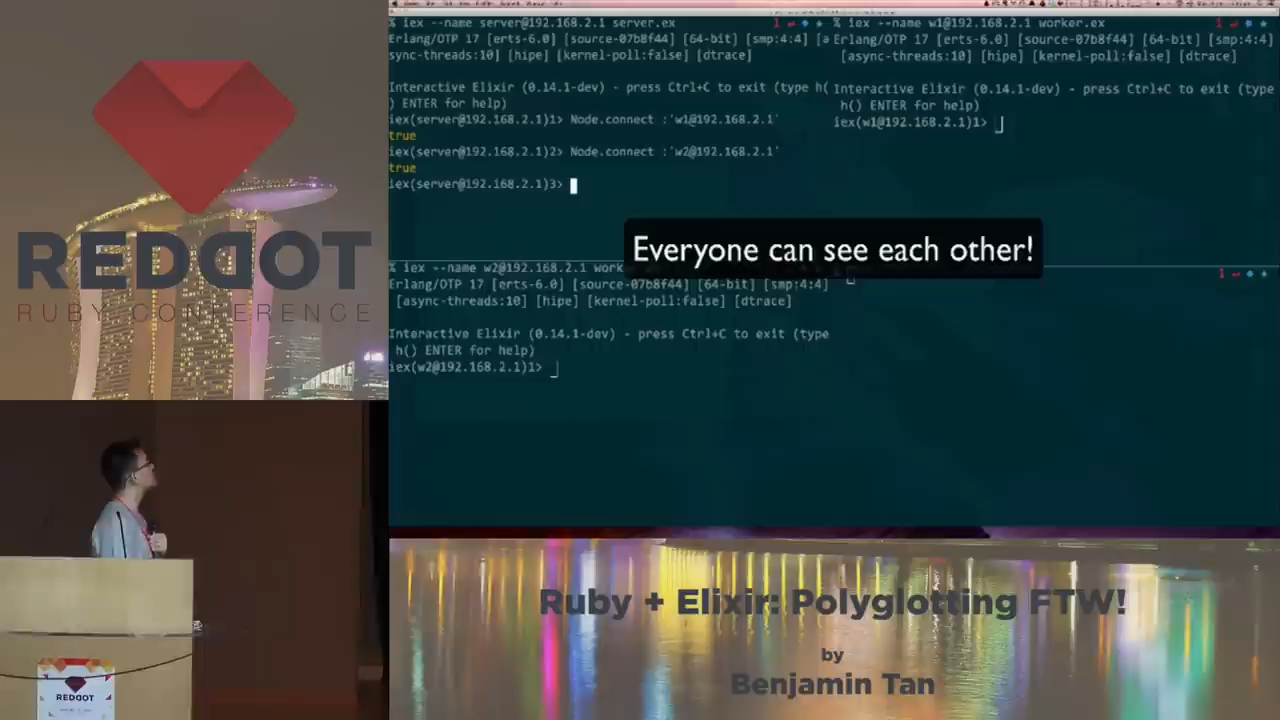 % iex --name server@192.168.2.1 server.ex
Erlang/OTP 17 [erts-6.0] [source-07b8f44] [64-bit] [smp:4:4] [a
sync-threads:10] [hipe] [kernel-poll:false] [dtrace]
Interactive Elixir (0.14.1-dev) - press Ctrl+C to exit (type h(
) ENTER for help)
iex(server@192.168.2.1)1> Node.connect :'w1@192.168.2.1'
true
iex(server@192.168.2.1)2> Node.connect :'w2@192.168.2.1'
true
iex(server@192.168.2.1)3>
% iex --name w1@192.168.2.1 worker.ex
Erlang/OTP 17 [erts-6.0] [source-07b8f44] [64-bit] [smp:4:4]
[async-threads:10] [hipe] [kernel-poll:false] [dtrace]
Interactive Elixir (0.14.1-dev) - press Ctrl+C to exit (type
h() ENTER for help)
iex(w1@192.168.2.1)1>
Everyone can see each other!
% iex --name w2@192.168.2.1 work
Erlang/OTP 17 [erts-6.0] [source-07b8f44] [64-bit] [smp:4:4]
[async-threads:10] [hipe] [kernel-poll:false] [dtrace]
Interactive Elixir (0.14.1-dev) - press Ctrl+C to exit (type
h() ENTER for help)
iex(w2@192.168.2.1)1>
REDDOT
RUBY CONFERENCE
REDDOT
Ruby + Elixir: Polyglotting FTW!
by
Benjamin Tan